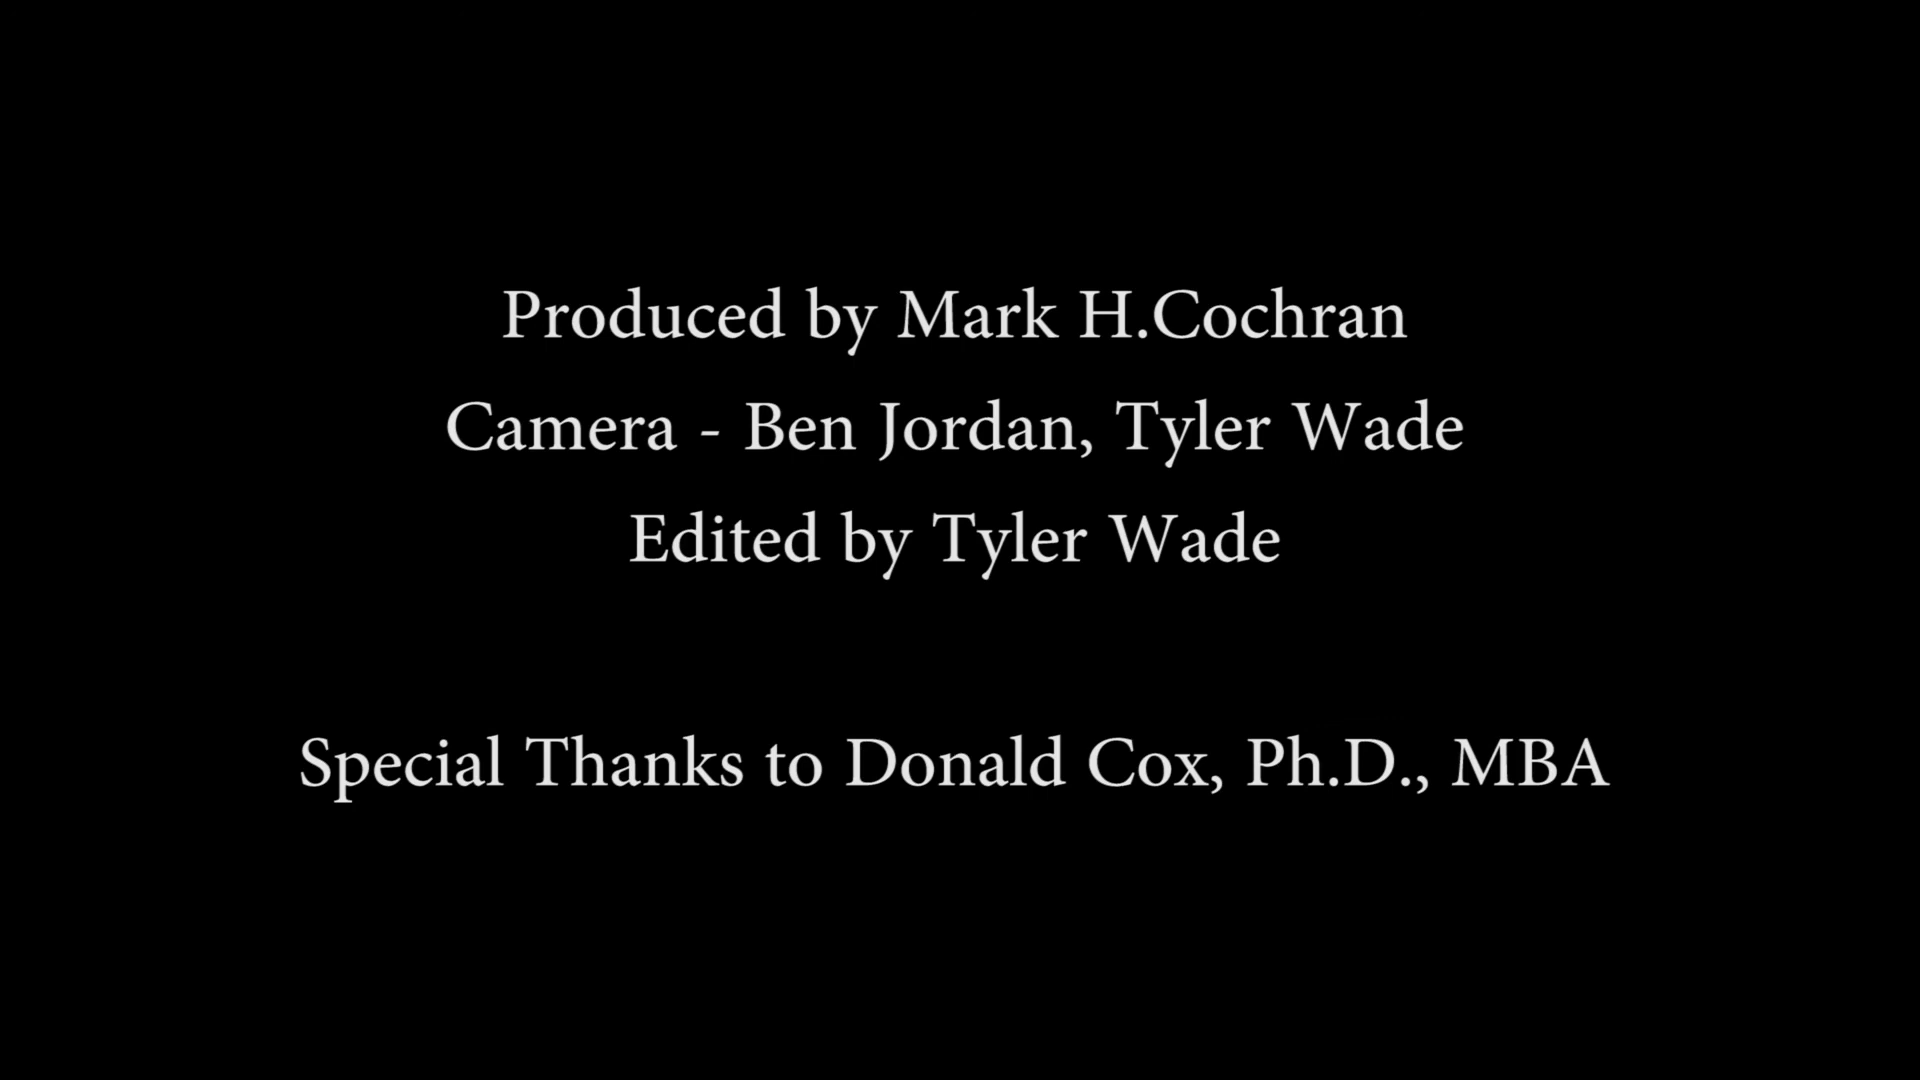 Produced by Mark H.Cochran
Camera - Ben Jordan, Tyler Wade
Edited by Tyler Wade
Special Thanks to Donald Cox, Ph.D., MBA